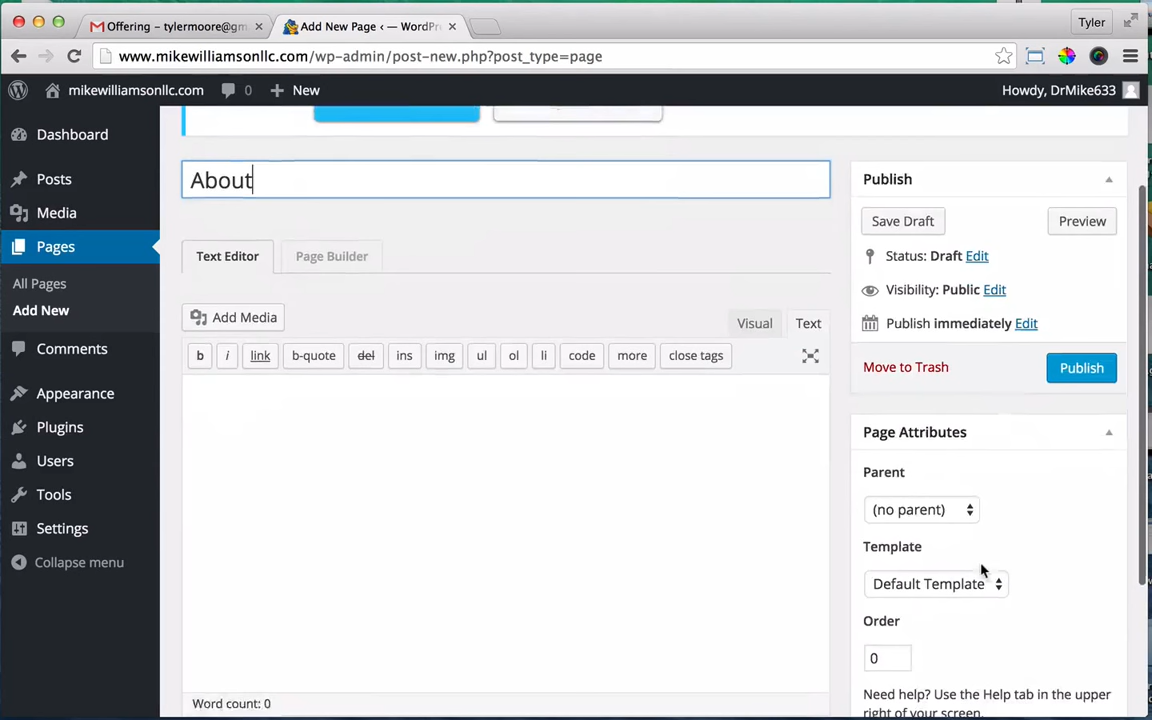 Offering – tylermoore@gm
Add New Page ‹ — WordPr
Tyler
www.mikewilliamsonllc.com/wp-admin/post-new.php?post_type=page
mikewilliamsonllc.com 0 + New
Howdy, DrMike633
Dashboard
Posts
Media
Pages
All Pages
Add New
Comments
Appearance
Plugins
Users
Tools
Settings
Collapse menu
About
Text Editor
Page Builder
Add Media
Visual
Text
b i link b-quote del ins img ul ol li code more close tags
Word count: 0
Publish
Save Draft
Preview
Status: Draft Edit
Visibility: Public Edit
Publish immediately Edit
Move to Trash
Publish
Page Attributes
Parent
(no parent)
Template
Default Template
Order
0
Need help? Use the Help tab in the upper
right of your screen.